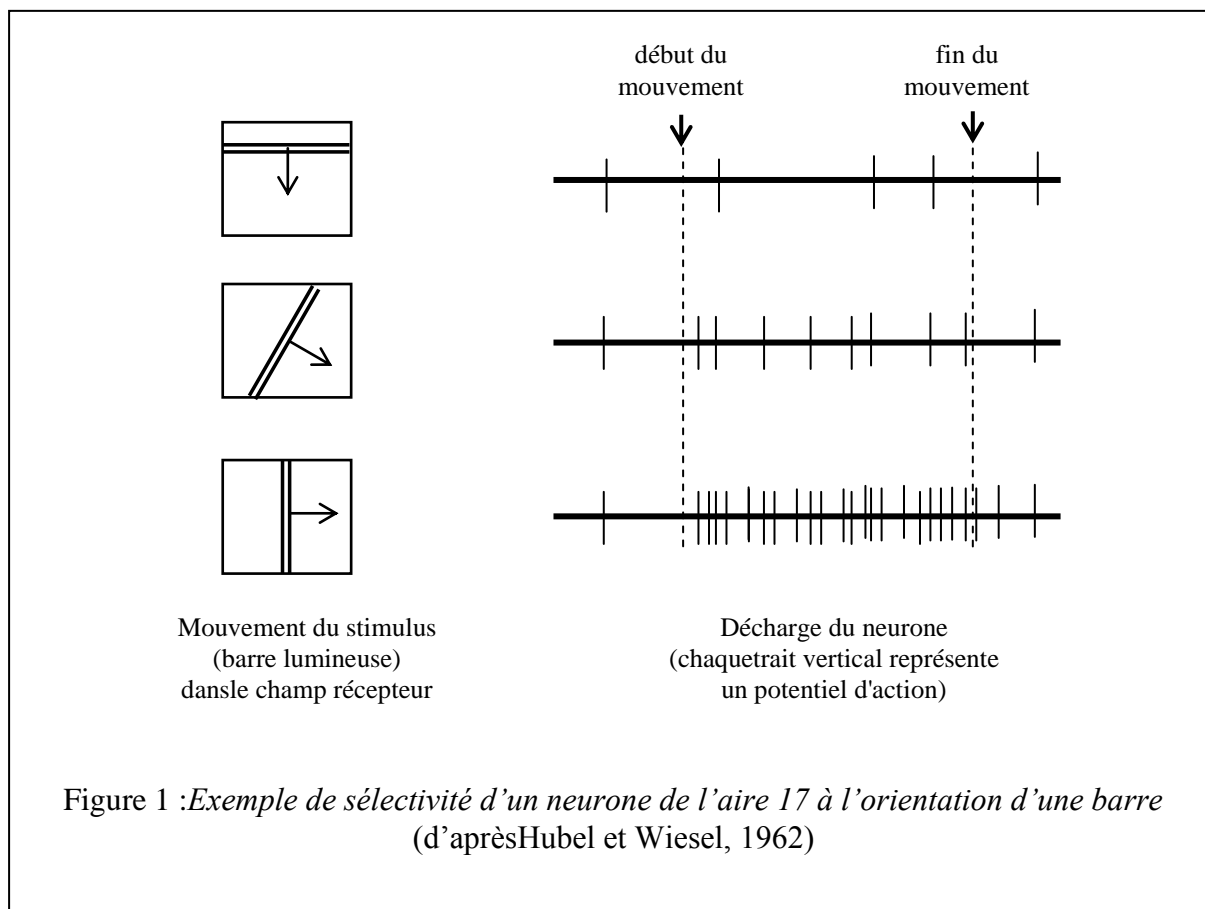 début du
mouvement
fin du
mouvement
Mouvement du stimulus
(barre lumineuse)
dansle champ récepteur
Décharge du neurone
(chaquetrait vertical représente
un potentiel d'action)
Figure 1 :Exemple de sélectivité d’un neurone de l’aire 17 à l’orientation d’une barre
(d’aprèsHubel et Wiesel, 1962)